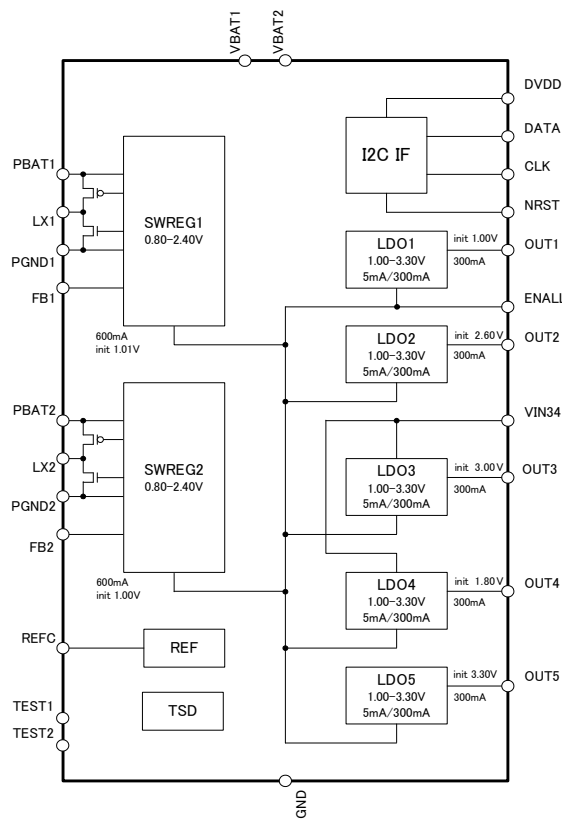 VBAT1
VBAT2
DVDD
DATA
I2C IF
CLK
NRST
PBAT1
LX1
PGND1
FB1
SWREG1
0.80-2.40V
600mA
init 1.01V
LDO1
1.00-3.30V
5mA/300mA
init 1.00V
300mA
OUT1
ENALL
LDO2
1.00-3.30V
5mA/300mA
init 2.60V
300mA
OUT2
PBAT2
LX2
PGND2
FB2
SWREG2
0.80-2.40V
600mA
init 1.00V
VIN34
LDO3
1.00-3.30V
5mA/300mA
init 3.00V
300mA
OUT3
LDO4
1.00-3.30V
5mA/300mA
init 1.80V
300mA
OUT4
REFC
REF
LDO5
1.00-3.30V
5mA/300mA
init 3.30V
300mA
OUT5
TEST1
TEST2
TSD
GND